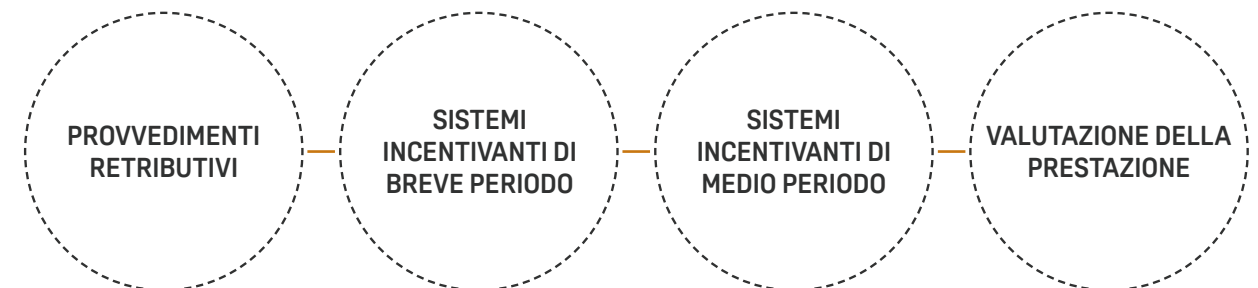 PROVVEDIMENTI
RETRIBUTIVI
SISTEMI
INCENTIVANTI DI
BREVE PERIODO
SISTEMI
INCENTIVANTI DI
MEDIO PERIODO
VALUTAZIONE DELLA
PRESTAZIONE